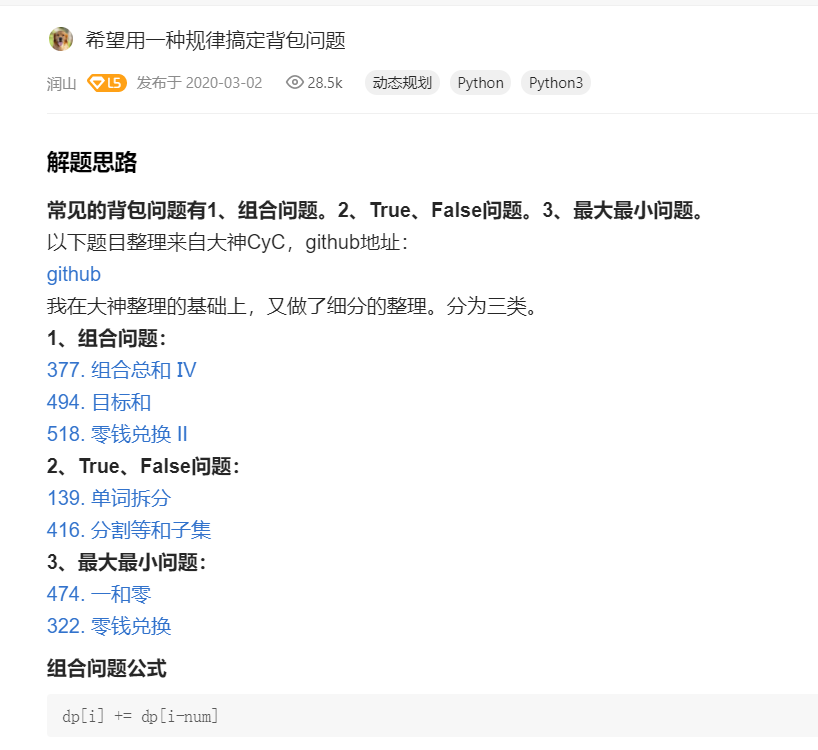 希望用一种规律搞定背包问题
润山 L5 发布于 2020-03-02 28.5k 动态规划 Python Python3
解题思路
常见的背包问题有1、组合问题。2、True、False问题。3、最大最小问题。
以下题目整理来自大神CyC，github地址：
github
我在大神整理的基础上，又做了细分的整理。分为三类。
1、组合问题：
377. 组合总和 IV
494. 目标和
518. 零钱兑换 II
2、True、False问题：
139. 单词拆分
416. 分割等和子集
3、最大最小问题：
474. 一和零
322. 零钱兑换
组合问题公式
dp[i] += dp[i-num]